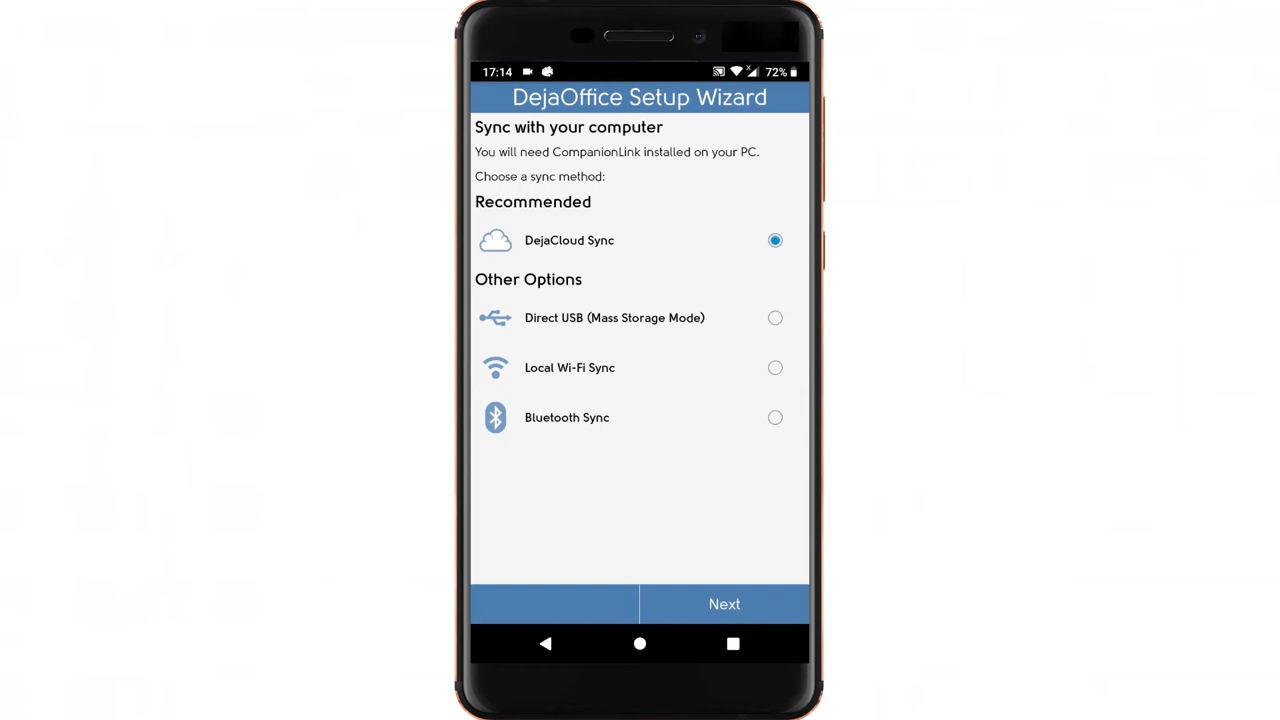 17:14
72%
DejaOffice Setup Wizard
Sync with your computer
You will need CompanionLink installed on your PC.
Choose a sync method:
Recommended
DejaCloud Sync
Other Options
Direct USB (Mass Storage Mode)
Local Wi-Fi Sync
Bluetooth Sync
Next